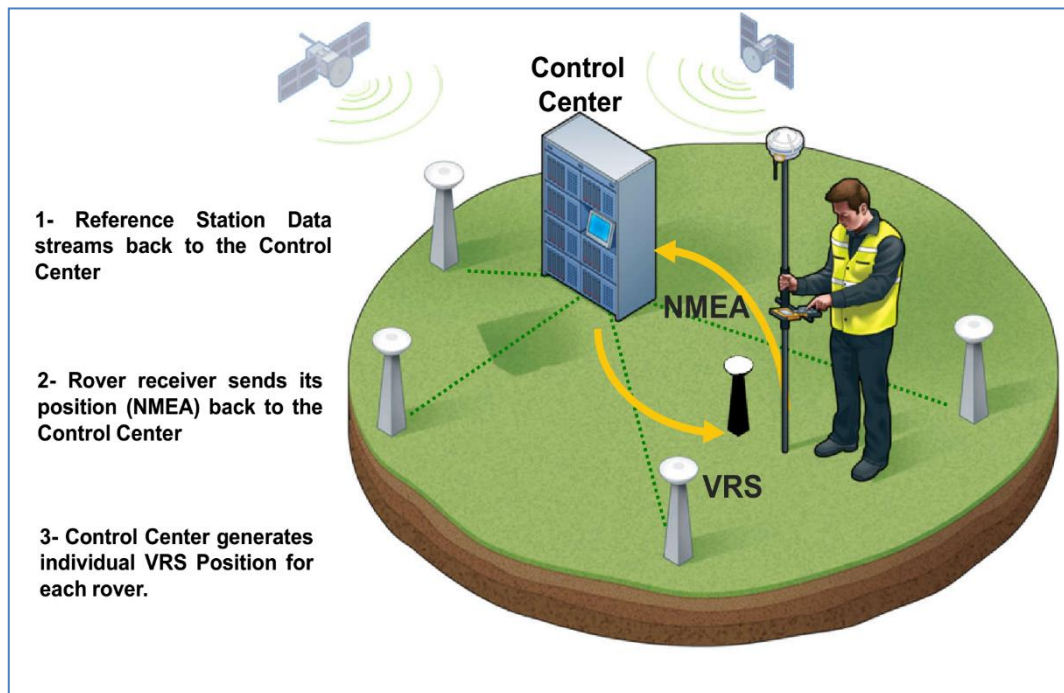 Control
Center
1- Reference Station Data
streams back to the Control
Center
NMEA
2- Rover receiver sends its
position (NMEA) back to the
Control Center
VRS
3- Control Center generates
individual VRS Position for
each rover.